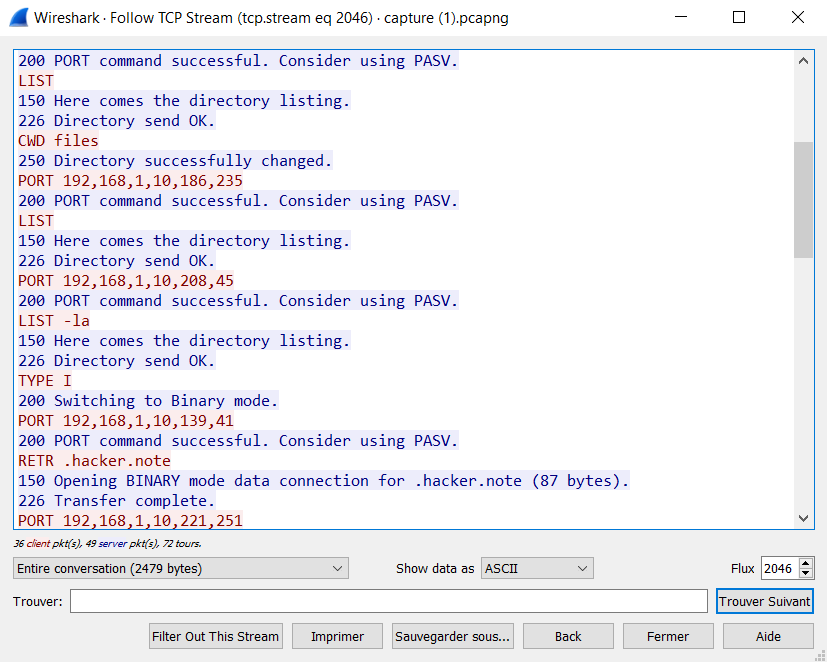 Wireshark · Follow TCP Stream (tcp.stream eq 2046) · capture (1).pcapng
200 PORT command successful. Consider using PASV.
LIST
150 Here comes the directory listing.
226 Directory send OK.
CWD files
250 Directory successfully changed.
PORT 192,168,1,10,186,235
200 PORT command successful. Consider using PASV.
LIST
150 Here comes the directory listing.
226 Directory send OK.
PORT 192,168,1,10,208,45
200 PORT command successful. Consider using PASV.
LIST -la
150 Here comes the directory listing.
226 Directory send OK.
TYPE I
200 Switching to Binary mode.
PORT 192,168,1,10,139,41
200 PORT command successful. Consider using PASV.
RETR .hacker.note
150 Opening BINARY mode data connection for .hacker.note (87 bytes).
226 Transfer complete.
PORT 192,168,1,10,221,251
36 client pkt(s), 49 server pkt(s), 72 tours.
Entire conversation (2479 bytes) Show data as ASCII Flux 2046
Trouver: Trouver Suivant
Filter Out This Stream Imprimer Sauvegarder sous... Back Fermer Aide